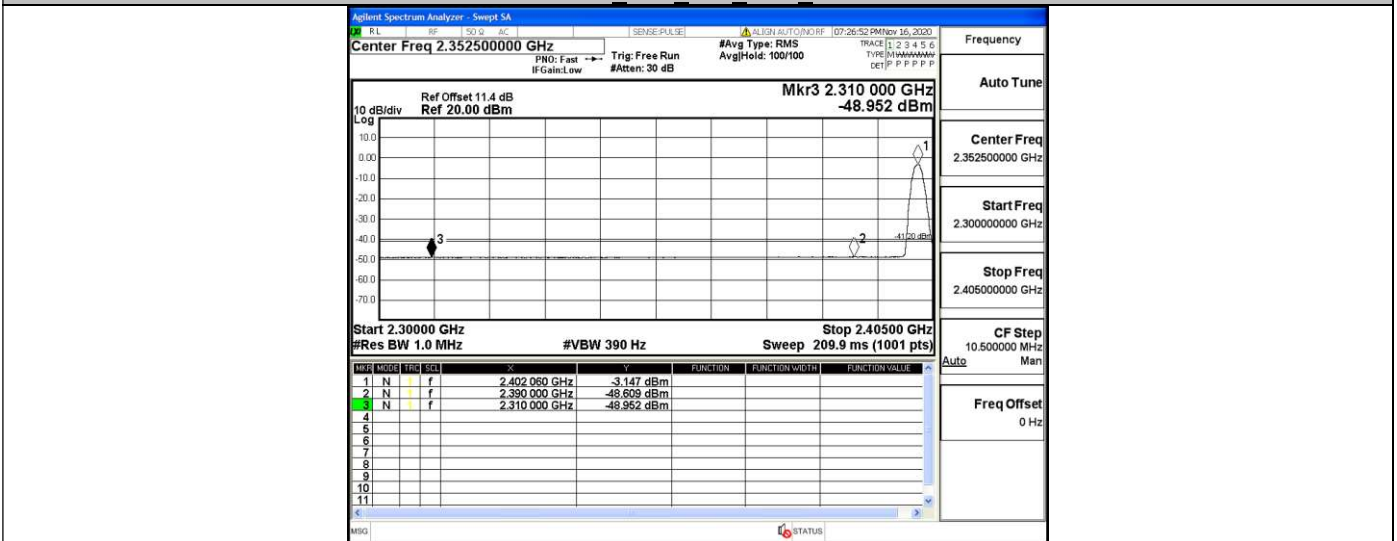 Agilent Spectrum Analyzer - Swept SA
RL RF 50 Ω AC SENSE:PULSE ALIGN AUTO/NO RF 07:26:52 PM Nov 16, 2020
Center Freq 2.352500000 GHz
PNO: Fast
IFGain:Low
Trig: Free Run
#Atten: 30 dB
#Avg Type: RMS
Avg|Hold: 100/100
TRACE 1 2 3 4 5 6
TYPE
DET P P P P P P
Ref Offset 11.4 dB
Ref 20.00 dBm
10 dB/div
Log
Mkr3 2.310 000 GHz
-48.952 dBm
10.0
0.00
-10.0
-20.0
-30.0
-40.0
-50.0
-60.0
-70.0
1
2
3
-41.20 dBm
Start 2.30000 GHz
Stop 2.40500 GHz
#Res BW 1.0 MHz
#VBW 390 Hz
Sweep 209.9 ms (1001 pts)
MKR MODE TRC SCL X Y FUNCTION FUNCTION WIDTH FUNCTION VALUE
1 N 1 f 2.402 060 GHz -3.147 dBm
2 N 1 f 2.390 000 GHz -48.609 dBm
3 N 1 f 2.310 000 GHz -48.952 dBm
4
5
6
7
8
9
10
11
MSG
STATUS
Frequency
Auto Tune
Center Freq
2.352500000 GHz
Start Freq
2.300000000 GHz
Stop Freq
2.405000000 GHz
CF Step
10.500000 MHz
Auto Man
Freq Offset
0 Hz